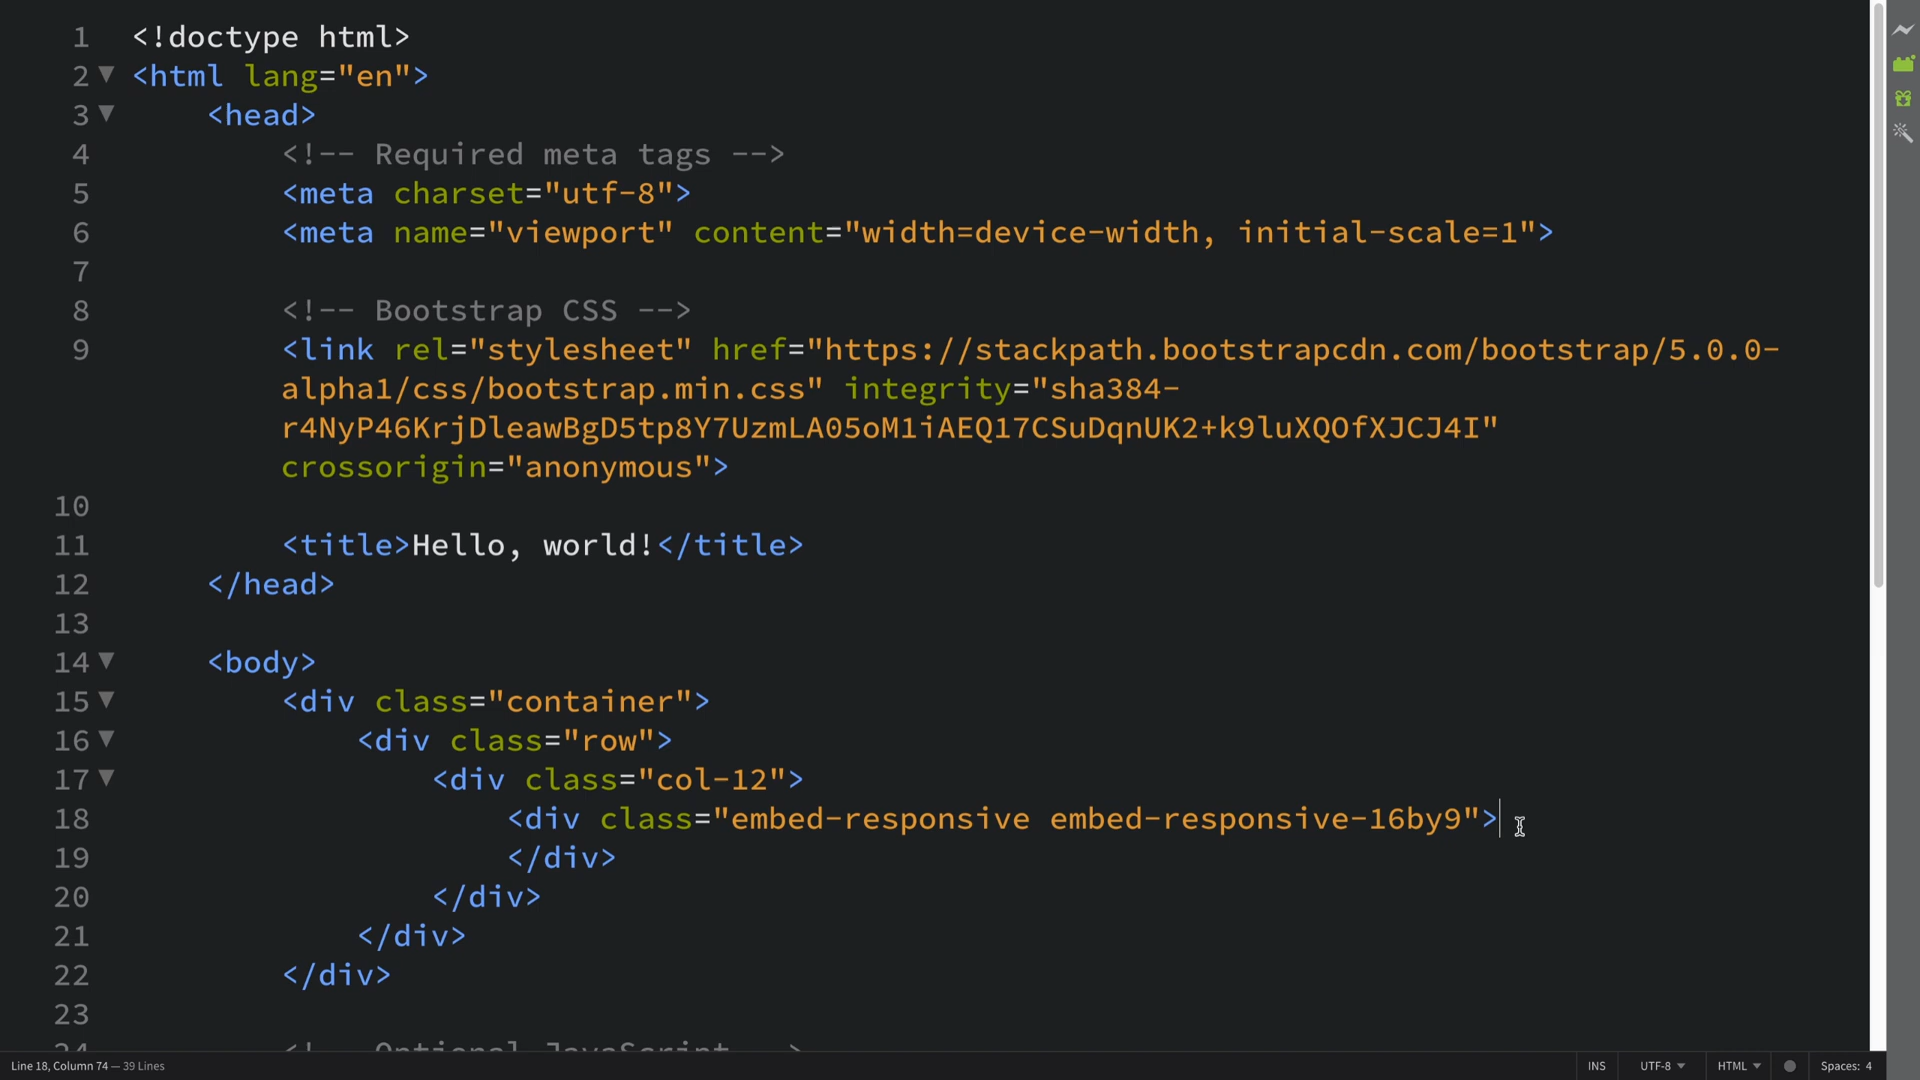 1 <!doctype html>
2 <html lang="en">
3 <head>
4 <!-- Required meta tags -->
5 <meta charset="utf-8">
6 <meta name="viewport" content="width=device-width, initial-scale=1">
7
8 <!-- Bootstrap CSS -->
9 <link rel="stylesheet" href="https://stackpath.bootstrapcdn.com/bootstrap/5.0.0-
alpha1/css/bootstrap.min.css" integrity="sha384-
r4NyP46KrjDleawBgD5tp8Y7UzmLA05oM1iAEQ17CSuDqnUK2+k9luXQOfXJCJ4I"
crossorigin="anonymous">
10
11 <title>Hello, world!</title>
12 </head>
13
14 <body>
15 <div class="container">
16 <div class="row">
17 <div class="col-12">
18 <div class="embed-responsive embed-responsive-16by9">
19 </div>
20 </div>
21 </div>
22 </div>
23
24 <!-- Optional JavaScript -->
Line 18, Column 74 — 39 Lines
INS UTF-8 HTML Spaces: 4